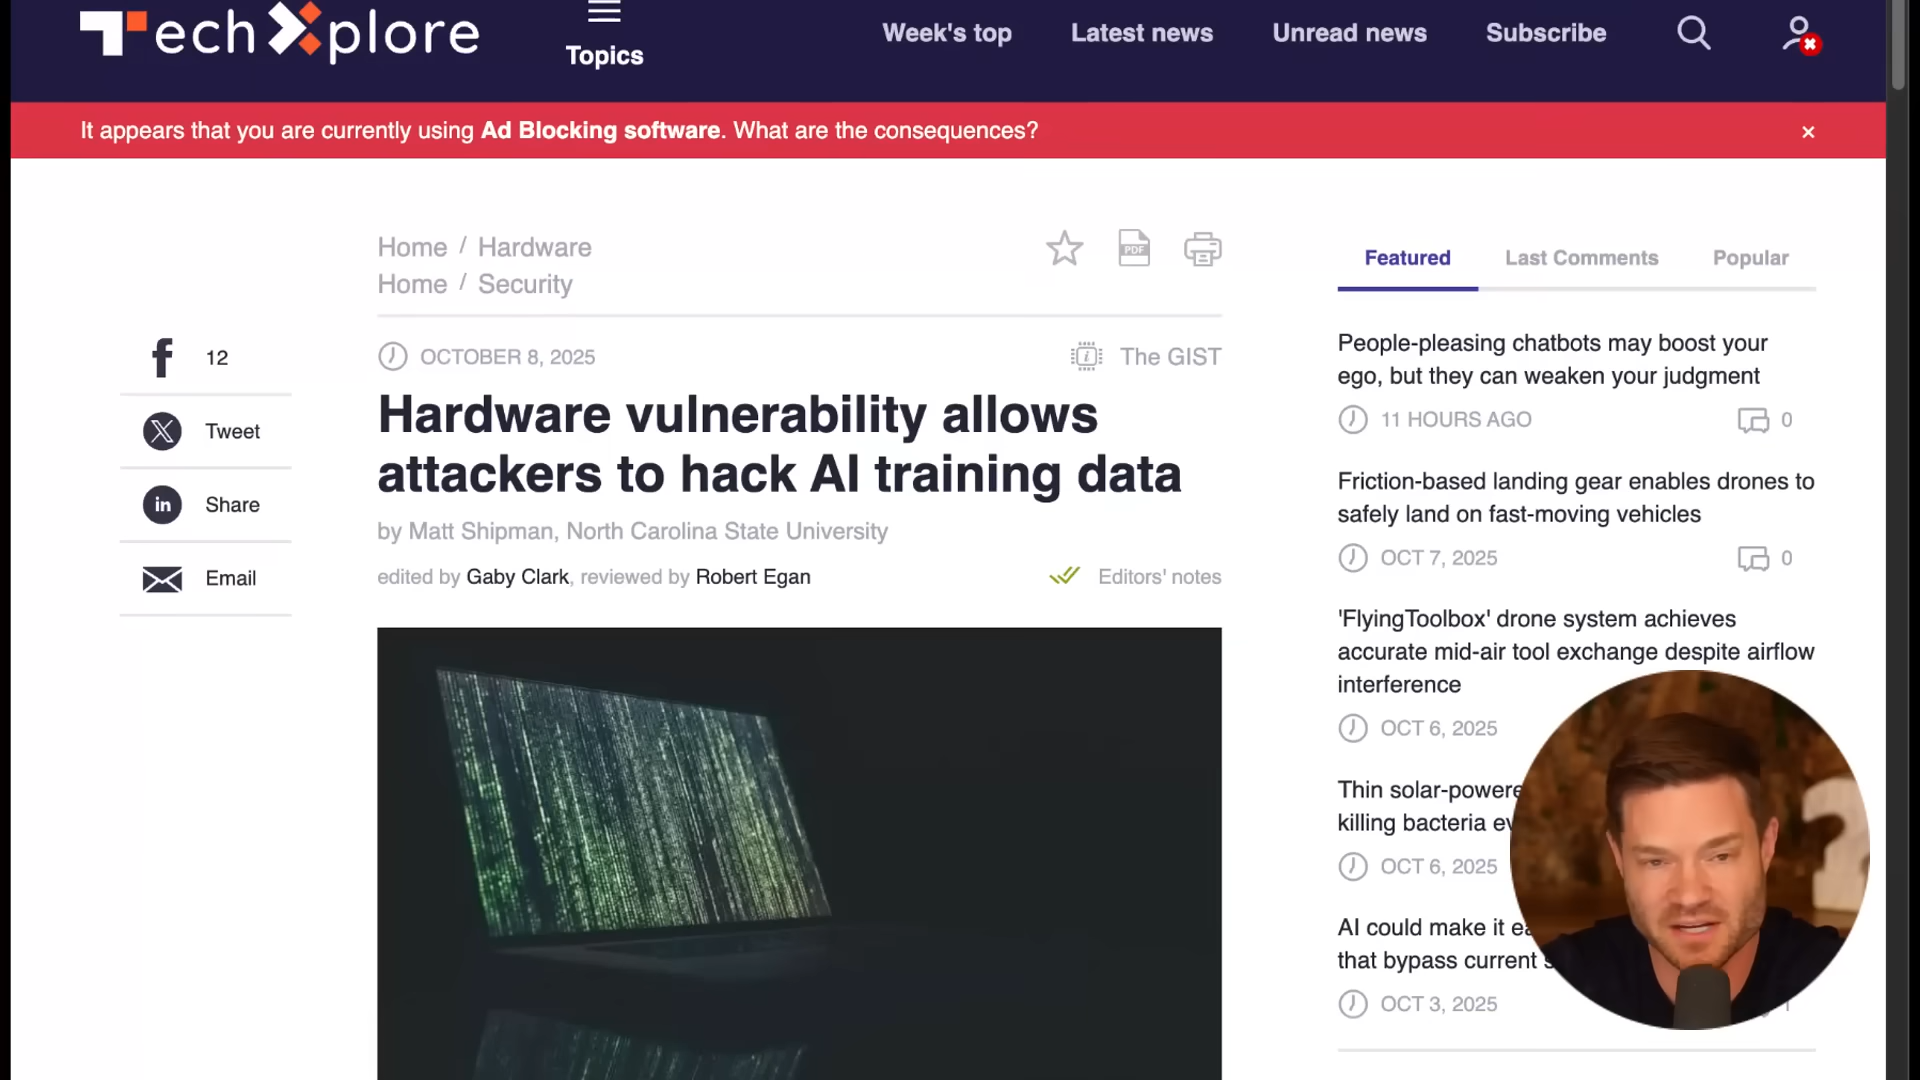 TechXplore
Topics
Week's top
Latest news
Unread news
Subscribe
It appears that you are currently using Ad Blocking software. What are the consequences?
Home / Hardware
Home / Security
OCTOBER 8, 2025
The GIST
Hardware vulnerability allows
attackers to hack AI training data
by Matt Shipman, North Carolina State University
edited by Gaby Clark, reviewed by Robert Egan
Editors' notes
12
Tweet
Share
Email
PDF
Featured
Last Comments
Popular
People-pleasing chatbots may boost your
ego, but they can weaken your judgment
11 HOURS AGO
0
Friction-based landing gear enables drones to
safely land on fast-moving vehicles
OCT 7, 2025
0
'FlyingToolbox' drone system achieves
accurate mid-air tool exchange despite airflow
interference
OCT 6, 2025
Thin solar-powere
killing bacteria
OCT 6, 2025
AI could make it
that bypass current
OCT 3, 2025